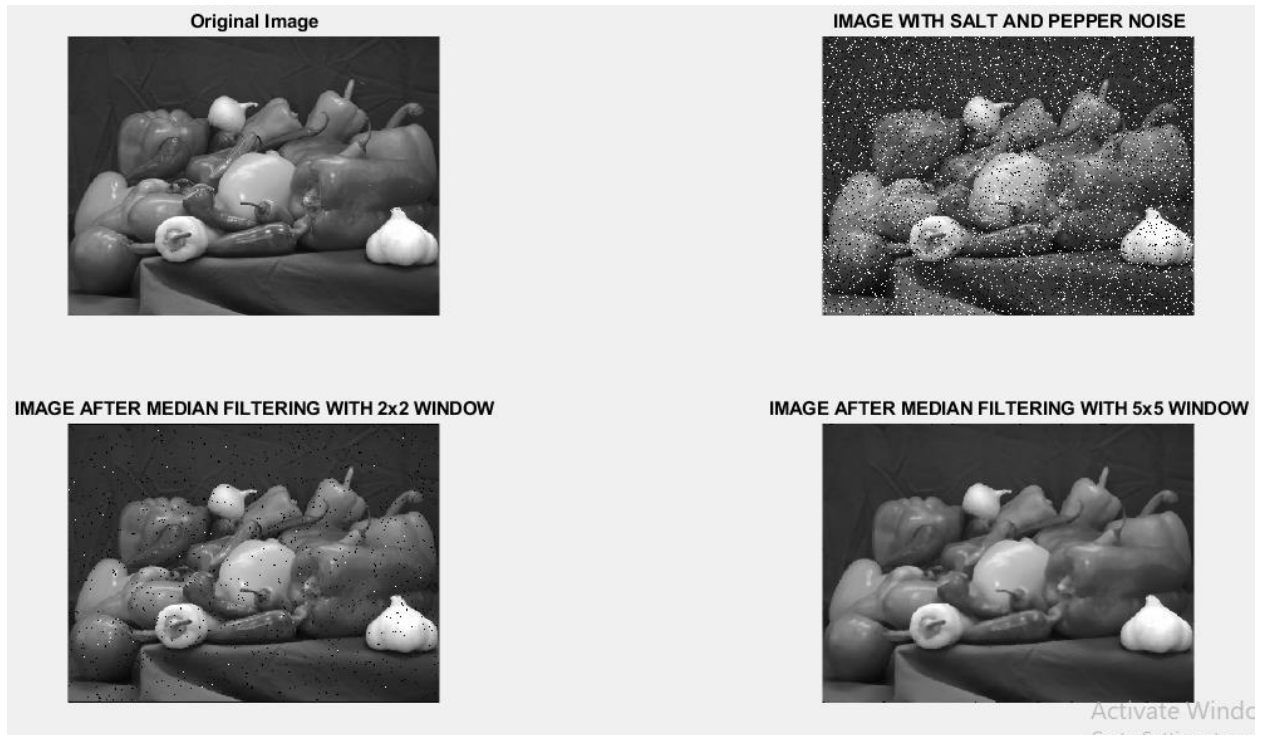 Original Image
IMAGE WITH SALT AND PEPPER NOISE
IMAGE AFTER MEDIAN FILTERING WITH 2x2 WINDOW
IMAGE AFTER MEDIAN FILTERING WITH 5x5 WINDOW
Activate Windo